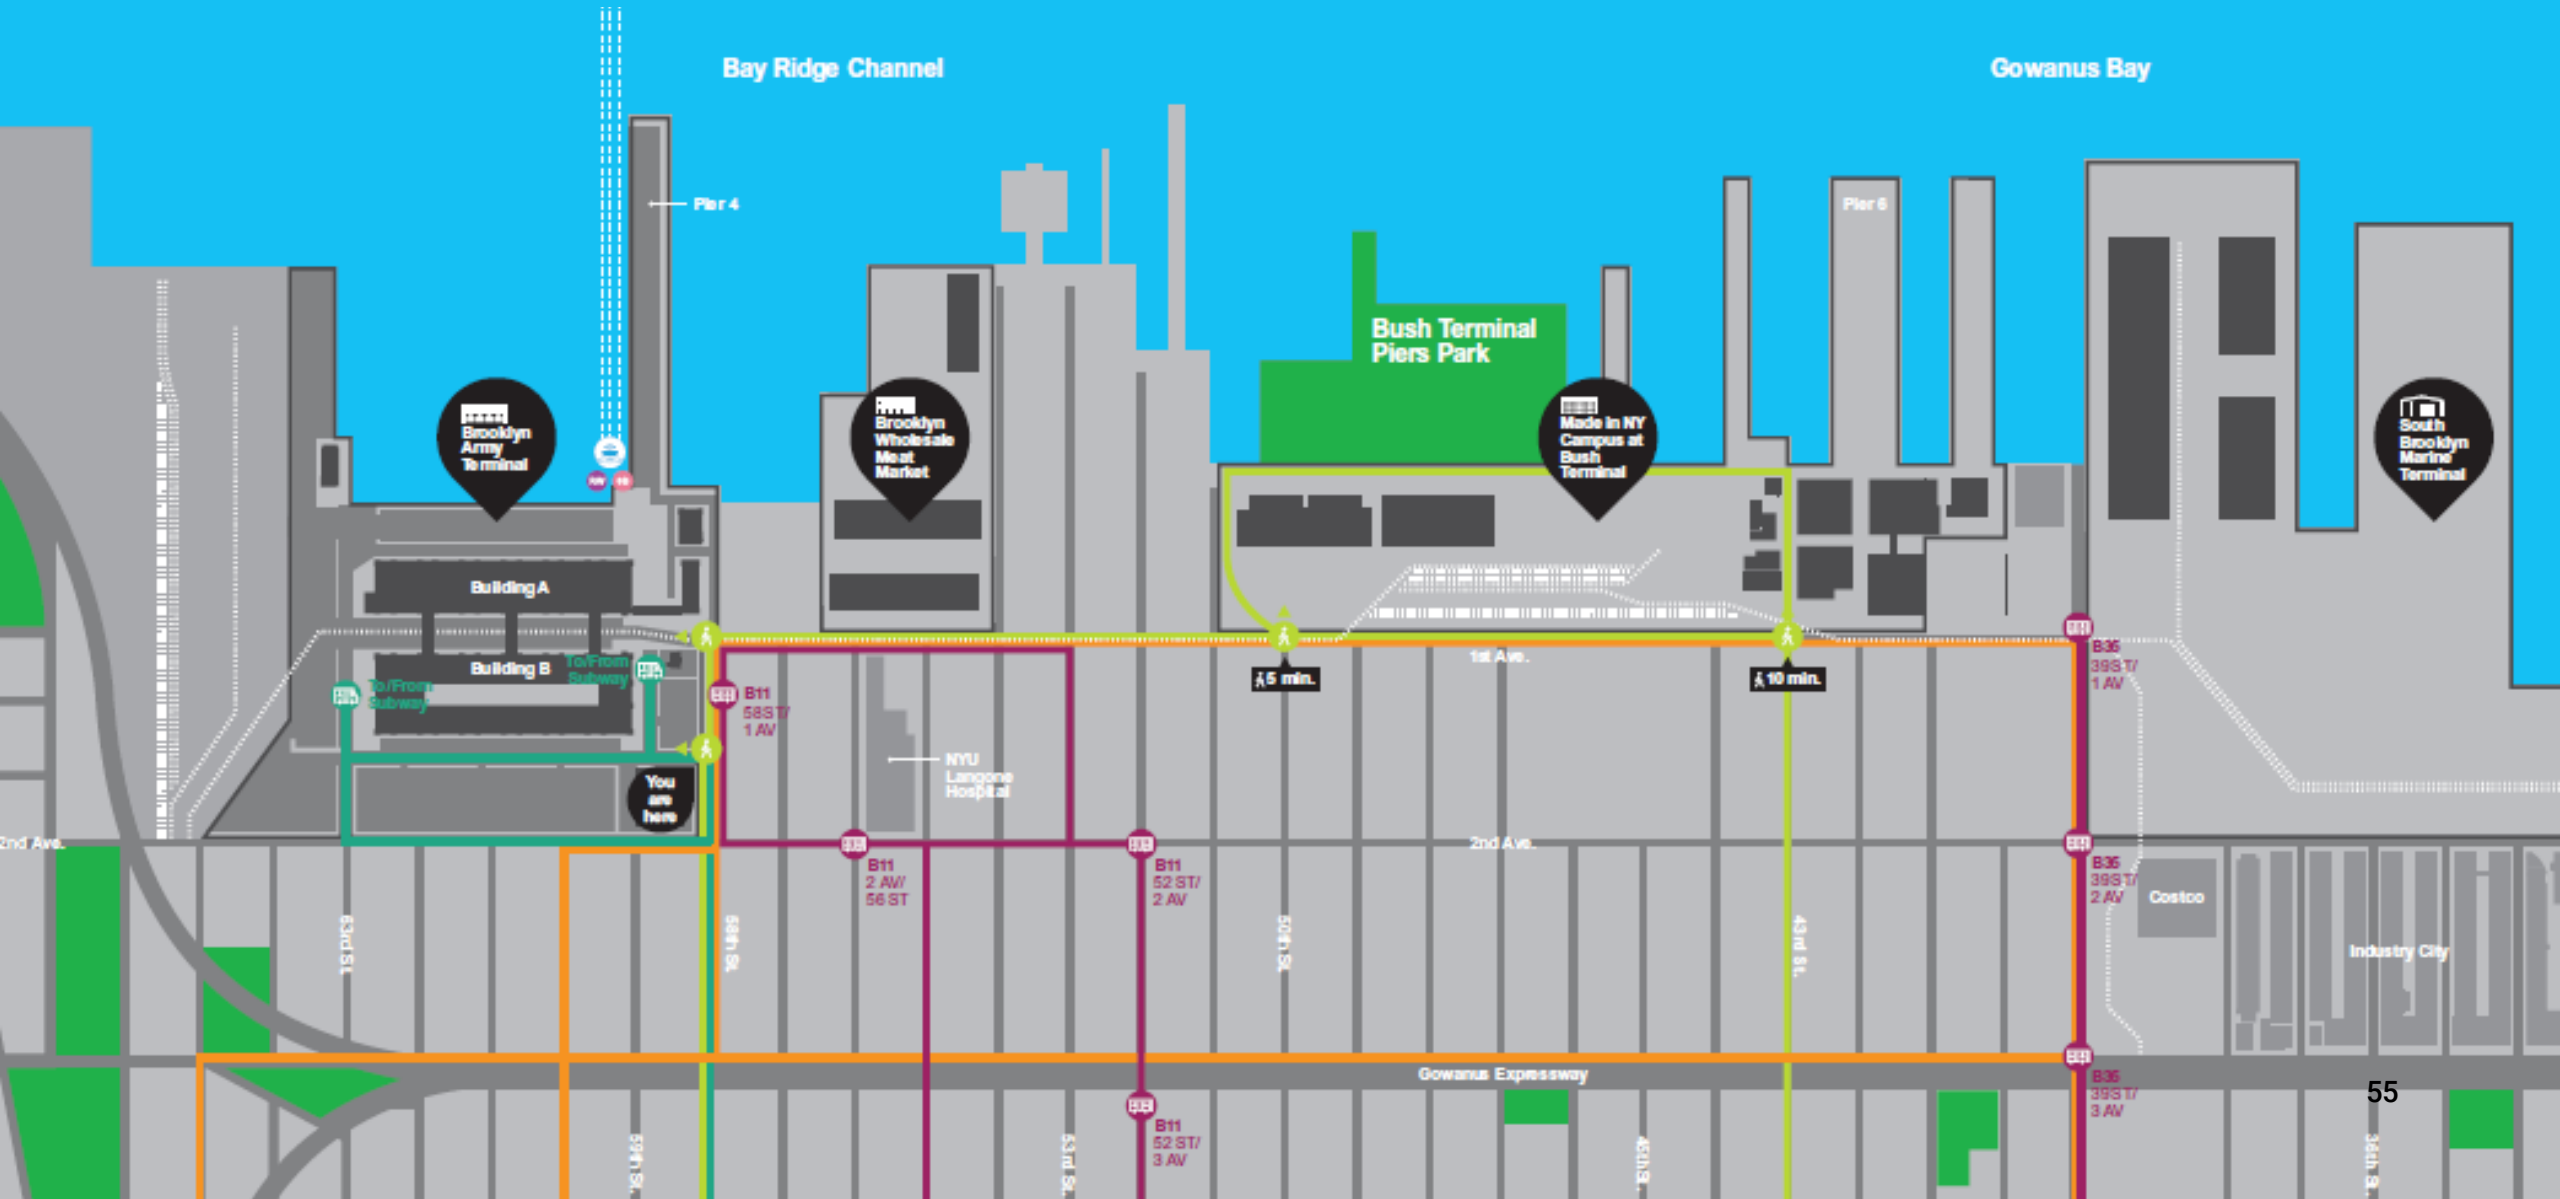 Bay Ridge Channel
Gowanus Bay
Pier 4
Pier 6
Bush Terminal
Piers Park
Brooklyn
Army
Terminal
Brooklyn
Wholesale
Meat
Market
Made in NY
Campus at
Bush
Terminal
South
Brooklyn
Marine
Terminal
Building A
Building B
To/From
Subway
To/From
Subway
B11
58 ST/
1 AV
1st Ave.
5 min.
10 min.
B35
39 ST/
1 AV
NYU
Langone
Hospital
You
are
here
2nd Ave.
2nd Ave.
B11
2 AV/
56 ST
B11
52 ST/
2 AV
B35
39 ST/
2 AV
Costco
63rd St.
58th St.
50th St.
43rd St.
Industry City
Gowanus Expressway
B35
39 ST/
3 AV
55
B11
52 ST/
3 AV
59th St.
53rd St.
45th St.